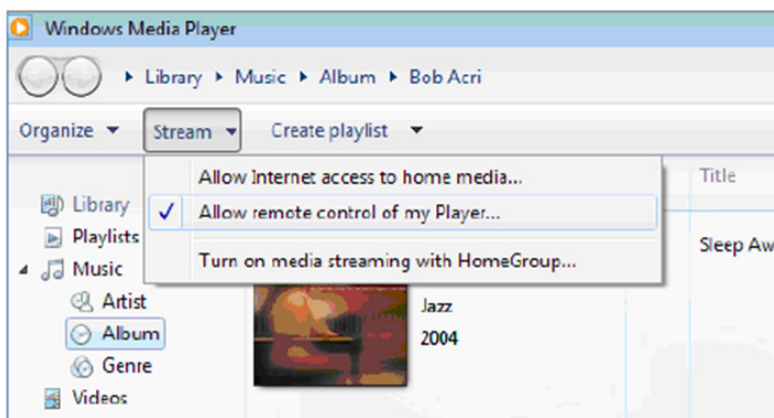 Windows Media Player
Library Music Album Bob Acri
Organize Stream Create playlist
Allow Internet access to home media...
Title
Library
Allow remote control of my Player...
Playlists
Sleep Aw
Turn on media streaming with HomeGroup...
Music
Artist
Jazz
Album
2004
Genre
Videos